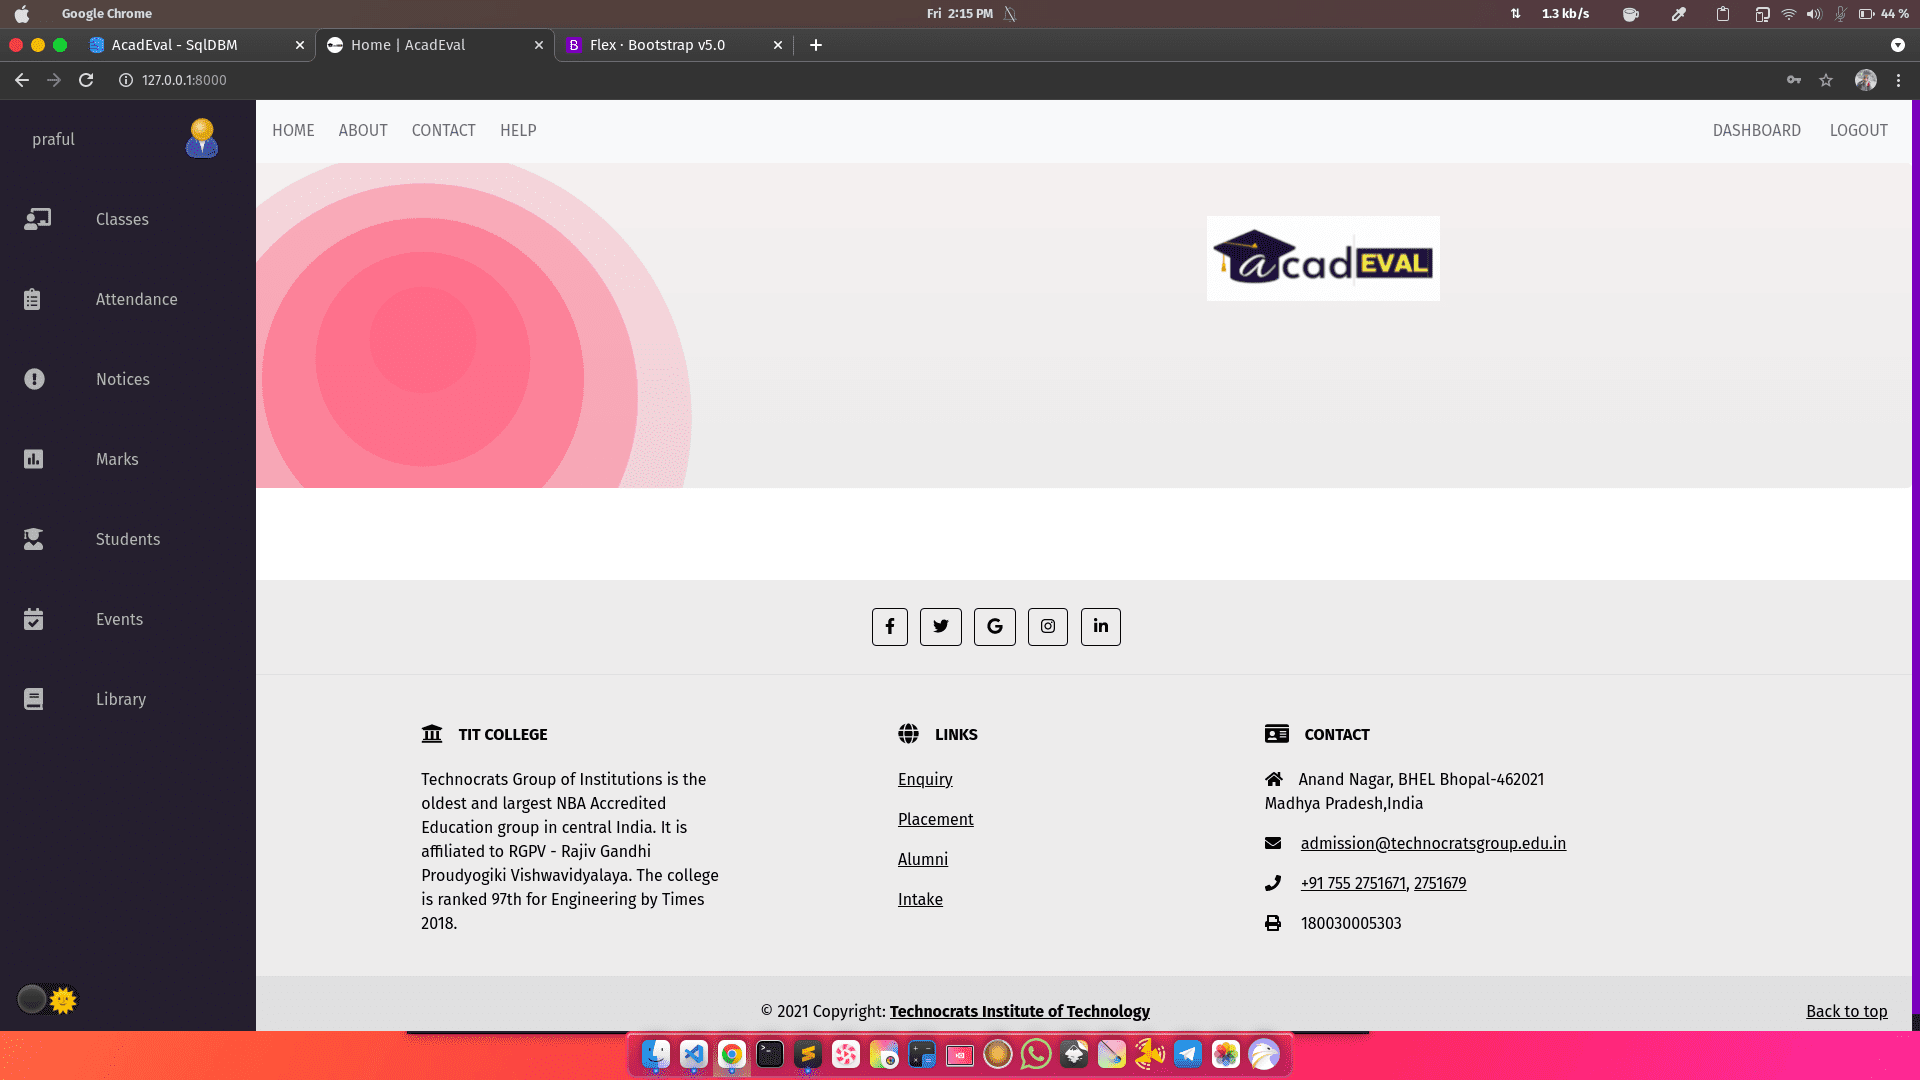 Google Chrome
Fri 2:15 PM
1.3 kb/s
44 %
AcadEval - SqlDBM
Home | AcadEval
B
Flex · Bootstrap v5.0
127.0.0.1:8000
praful
HOME
ABOUT
CONTACT
HELP
DASHBOARD
LOGOUT
Classes
Attendance
Notices
Marks
Students
Events
Library
acad EVAL
TIT COLLEGE
Technocrats Group of Institutions is the
oldest and largest NBA Accredited
Education group in central India. It is
affiliated to RGPV - Rajiv Gandhi
Proudyogiki Vishwavidyalaya. The college
is ranked 97th for Engineering by Times
2018.
LINKS
Enquiry
Placement
Alumni
Intake
CONTACT
Anand Nagar, BHEL Bhopal-462021
Madhya Pradesh,India
admission@technocratsgroup.edu.in
+91 755 2751671, 2751679
180030005303
© 2021 Copyright: Technocrats Institute of Technology
Back to top